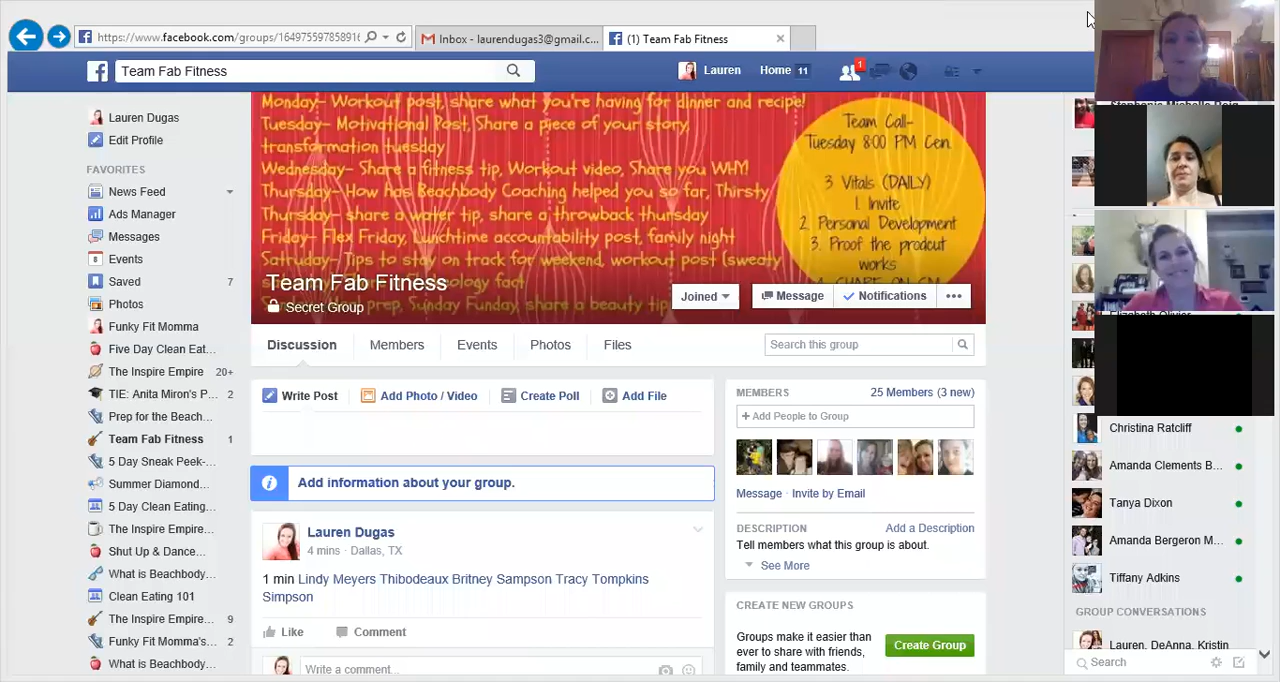 https://www.facebook.com/groups/16497559785891
Inbox - laurendugas3@gmail.c...
(1) Team Fab Fitness
Team Fab Fitness
Lauren
Home 11
1
Lauren Dugas
Edit Profile
FAVORITES
News Feed
Ads Manager
Messages
Events
8
Saved 7
Photos
Funky Fit Momma
Five Day Clean Eat...
The Inspire Empire 20+
TIE: Anita Miron's P... 2
Prep for the Beach...
Team Fab Fitness 1
5 Day Sneak Peek-...
Summer Diamond...
5 Day Clean Eating...
The Inspire Empire...
Shut Up & Dance...
What is Beachbody...
Clean Eating 101
The Inspire Empire... 9
Funky Fit Momma's... 2
What is Beachbody...
Monday- Workout post, share what you're having for dinner and recipe!
Tuesday- Motivational Post, Share a piece of your story,
transformation tuesday
Wednesday- Share a fitness tip, Workout video, Share you WHY!
Thursday- How has Beachbody Coaching helped you so far, Thirsty
Thursday- share a water tip, share a throwback thursday
Friday- Flex Friday, Lunchtime accountability post, family night
Satruday- Tips to stay on track for weekend, workout post (sweaty
fact
prep, Sunday Funday, share a beauty tip
Team Call-
Tuesday 8:00 PM Cen.
3 Vitals (DAILY)
1. Invite
2. Personal Development
3. Proof the prodcut
works
Team Fab Fitness
Secret Group
Joined
Message
Notifications
•••
Discussion
Members
Events
Photos
Files
Search this group
Write Post
Add Photo / Video
Create Poll
Add File
Add information about your group.
Lauren Dugas
4 mins · Dallas, TX
1 min Lindy Meyers Thibodeaux Britney Sampson Tracy Tompkins
Simpson
Like
Comment
Write a comment...
MEMBERS
25 Members (3 new)
+ Add People to Group
Message · Invite by Email
DESCRIPTION
Add a Description
Tell members what this group is about.
See More
CREATE NEW GROUPS
Groups make it easier than
ever to share with friends,
family and teammates.
Create Group
Christina Ratcliff
Amanda Clements B...
Tanya Dixon
Amanda Bergeron M...
Tiffany Adkins
GROUP CONVERSATIONS
Lauren, DeAnna, Kristin
Search